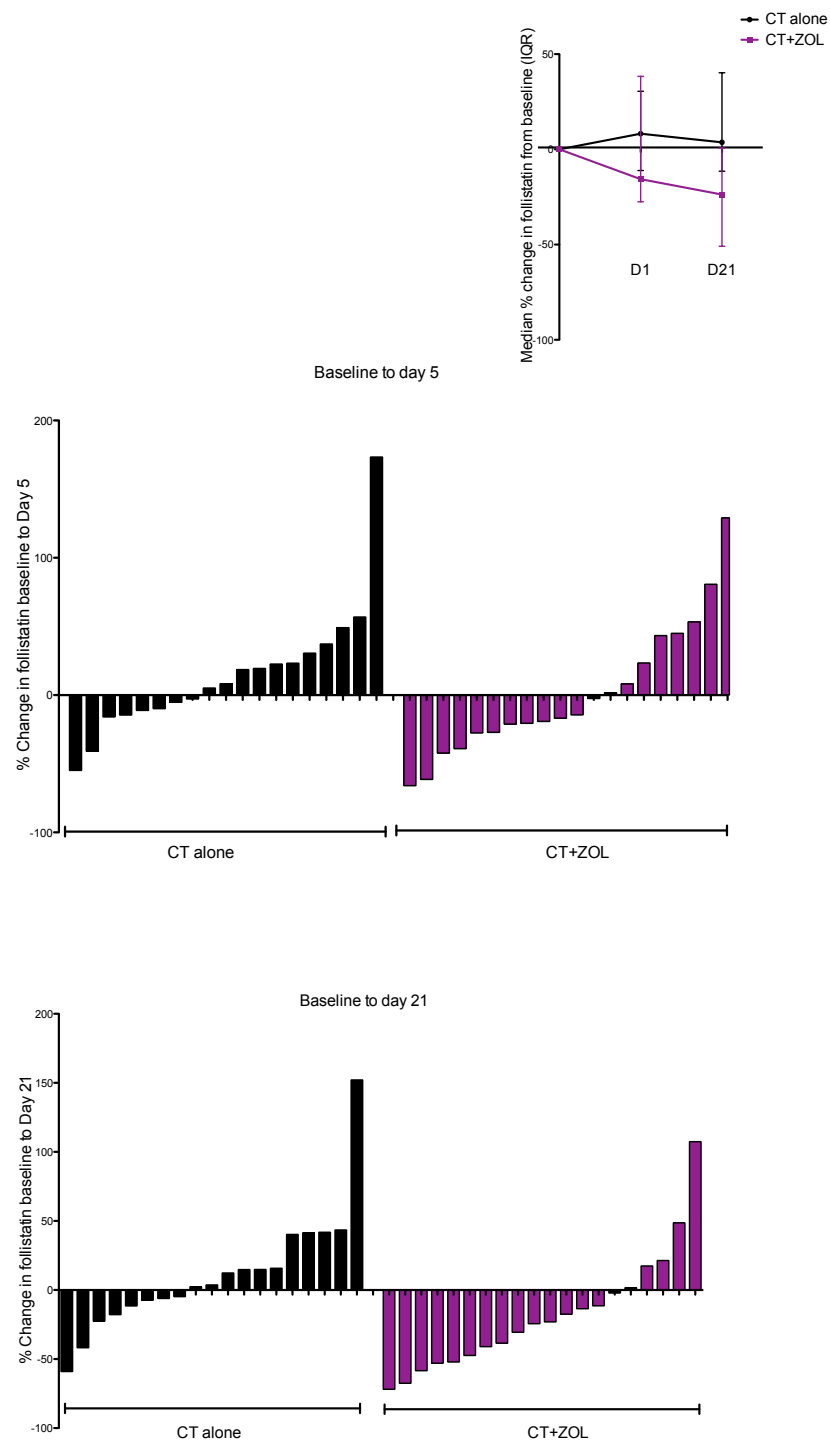 CT alone
CT+ZOL
Median % change in follistatin from baseline (IQR)
50
0
-50
-100
D1 D21
Baseline to day 5
% Change in follistatin baseline to Day 5
200
100
0
-100
CT alone CT+ZOL
Baseline to day 21
% Change in follistatin baseline to Day 21
200
150
100
50
0
-50
-100
CT alone CT+ZOL